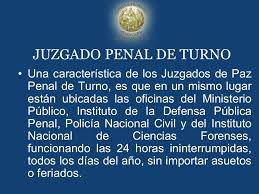 JUZGADO PENAL DE TURNO
• Una característica de los Juzgados de Paz
Penal de Turno, es que en un mismo lugar
están ubicadas las oficinas del Ministerio
Público, Instituto de la Defensa Pública
Penal, Policía Nacional Civil y del Instituto
Nacional de Ciencias Forenses,
funcionando las 24 horas ininterrumpidas,
todos los días del año, sin importar asuetos
o feriados.